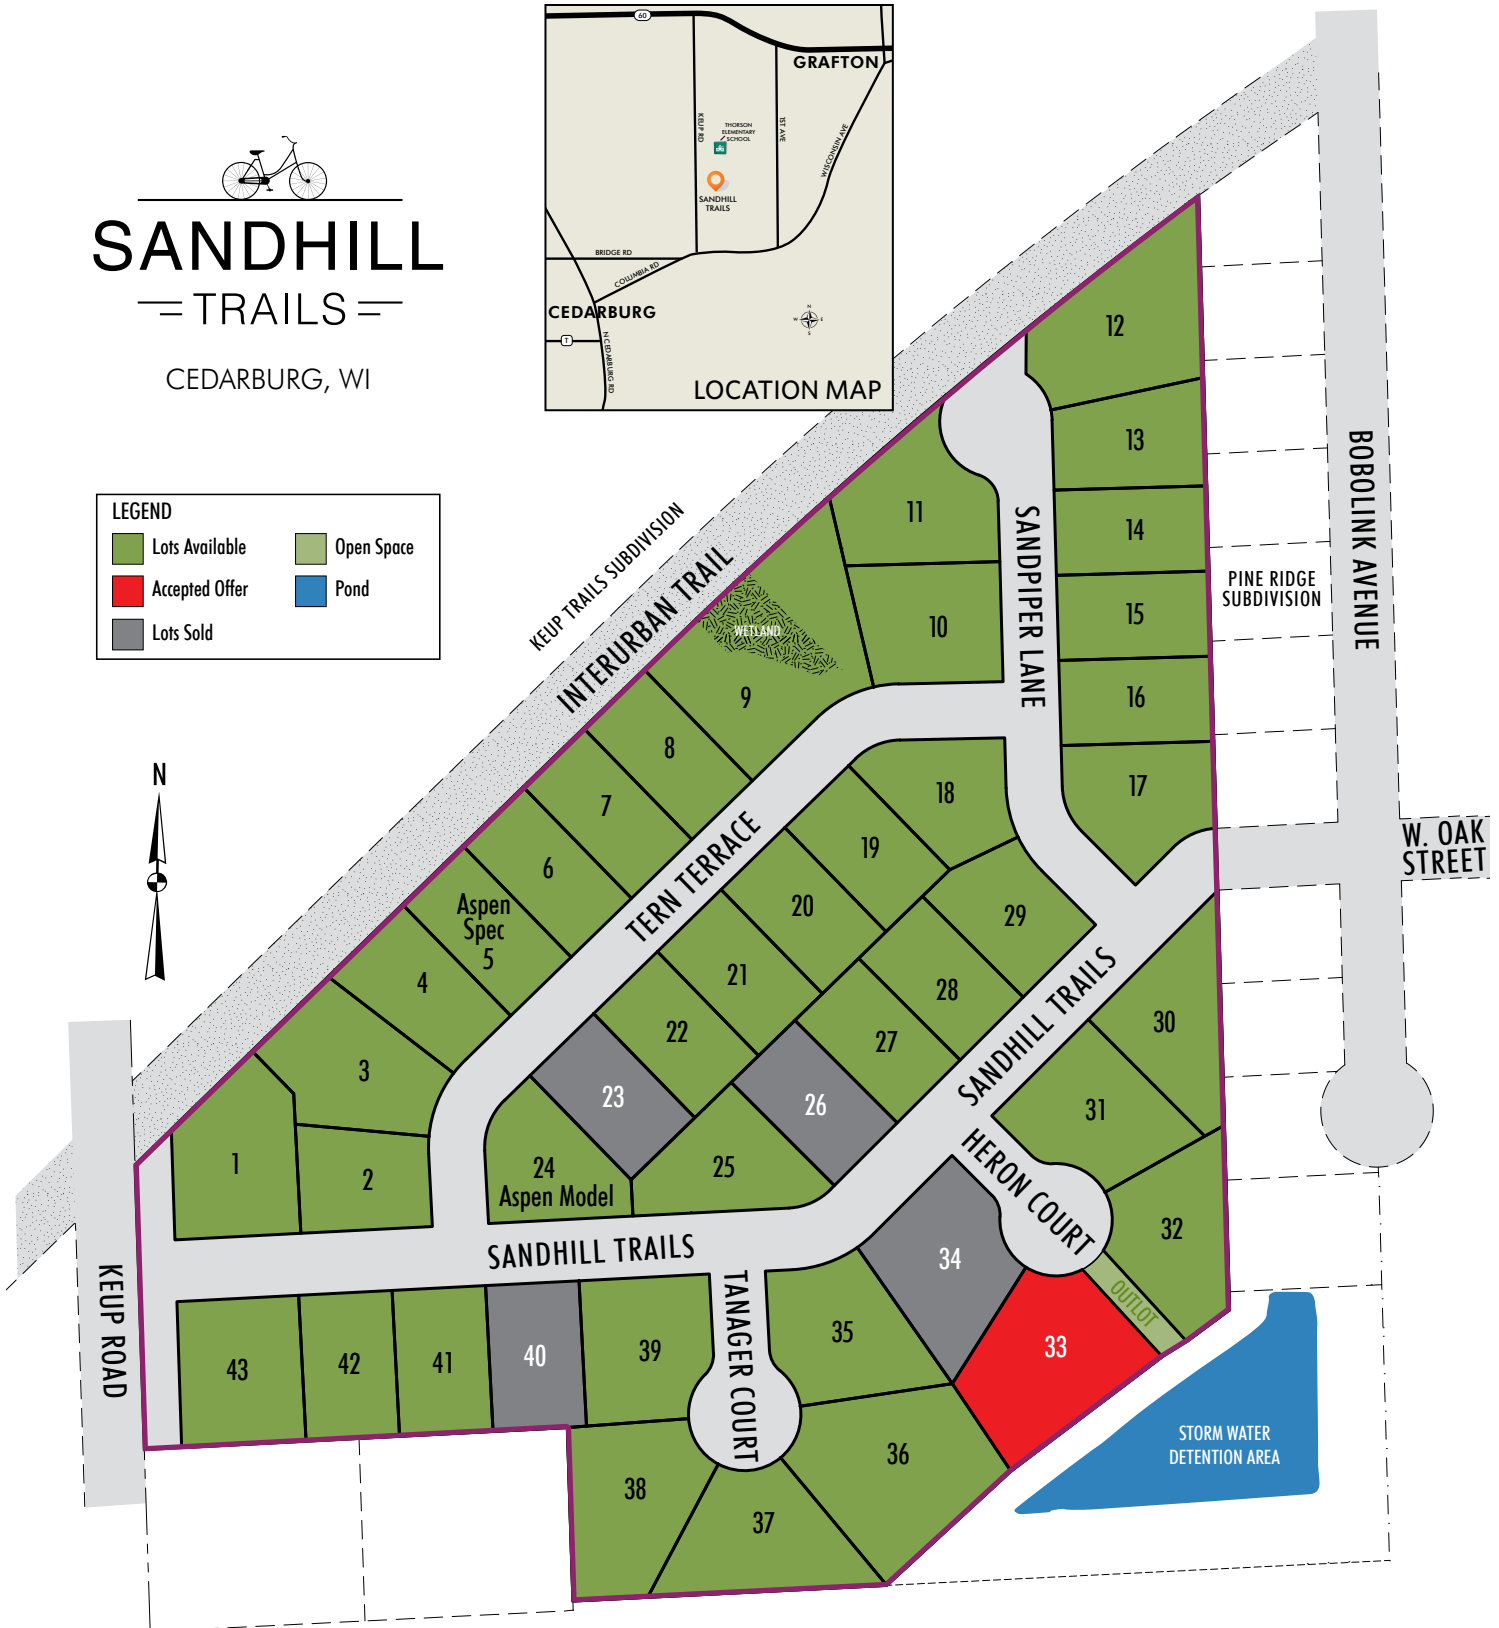 SANDHILL
TRAILS
CEDARBURG, WI
60
GRAFTON
KEUP RD
THORSON
ELEMENTARY
SCHOOL
1ST AVE
WISCONSIN AVE
SANDHILL
TRAILS
BRIDGE RD
COLUMBIA RD
CEDARBURG
T
N CEDARBURG RD
N
W E
S
LOCATION MAP
LEGEND
Lots Available
Open Space
Accepted Offer
Pond
Lots Sold
N
KEUP TRAILS SUBDIVISION
INTERURBAN TRAIL
WETLAND
SANDPIPER LANE
PINE RIDGE
SUBDIVISION
BOBOLINK AVENUE
W. OAK
STREET
TERN TERRACE
SANDHILL TRAILS
HERON COURT
SANDHILL TRAILS
TANAGER COURT
KEUP ROAD
OUTLOT
STORM WATER
DETENTION AREA
1
2
3
4
Aspen
Spec
5
6
7
8
9
10
11
12
13
14
15
16
17
18
19
20
21
22
23
24
Aspen Model
25
26
27
28
29
30
31
32
33
34
35
36
37
38
39
40
41
42
43